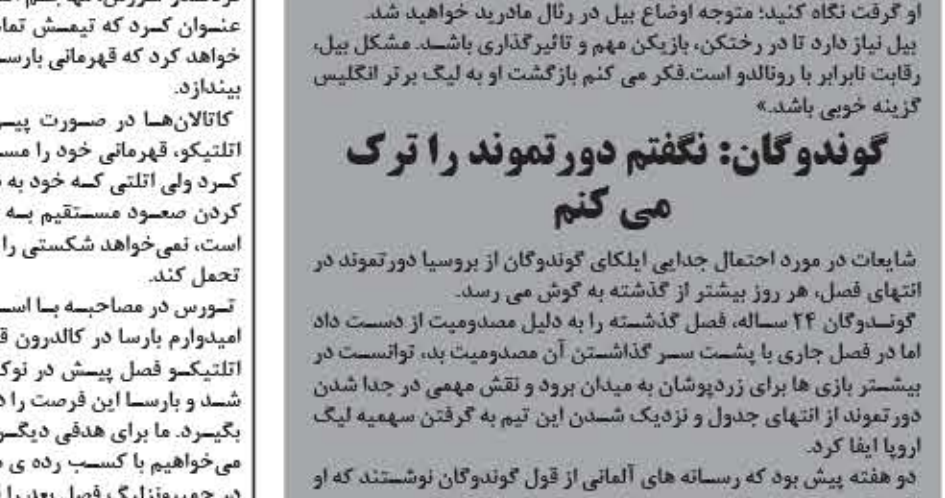 او گرفت نگاه کنید؛ متوجه اوضاع بیل در رئال مادرید خواهید شد.
بیل نیاز دارد تا در رختکن، بازیکن مهم و تاثیرگذاری باشد. مشکل بیل،
رقابت نابرابر با رونالدو است.فکر می کنم بازگشت او به لیگ برتر انگلیس
گزینه خوبی باشد.»
گوندوگان: نگفتم دورتموند را ترک
می کنم
شایعات در مورد احتمال جدایی ایلکای گوندوگان از بروسیا دورتموند در
انتهای فصل، هر روز بیشتر از گذشته به گوش می رسد.
گوندوگان ۲۴ ساله، فصل گذشته را به دلیل مصدومیت از دست داد
اما در فصل جاری با پشت سر گذاشتن آن مصدومیت بد، توانست در
بیشتر بازی ها برای زردپوشان به میدان برود و نقش مهمی در جدا شدن
دورتموند از انتهای جدول و نزدیک شدن این تیم به گرفتن سهمیه لیگ
اروپا ایفا کرد.
دو هفته پیش بود که رسانه های آلمانی از قول گوندوگان نوشتند که او
عنوان کرد که تیمش
خواهد کرد که قهرمانی
بیندازد.
کاتالان‌ها در صورت
اتلتیکو، قهرمانی خود را
کرد ولی اتلتی که خود به
کردن صعود مستقیم به
است، نمی‌خواهد شکستی را
تحمل کند.
تورس در مصاحبه با
امیدوارم بارسا در کالدرون
اتلتیکو فصل پیش در
شد و بارسا این فرصت را
بگیرد. ما برای هدفی
می‌خواهیم با کسب رده ی
در چمپیونزلیگ فصل بعد را